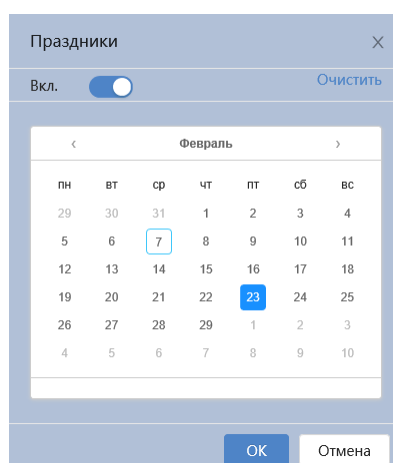 Праздники X
Вкл. Очистить
‹ Февраль ›
пн вт ср чт пт сб вс
29 30 31 1 2 3 4
5 6 7 8 9 10 11
12 13 14 15 16 17 18
19 20 21 22 23 24 25
26 27 28 29 1 2 3
4 5 6 7 8 9 10
ОК Отмена